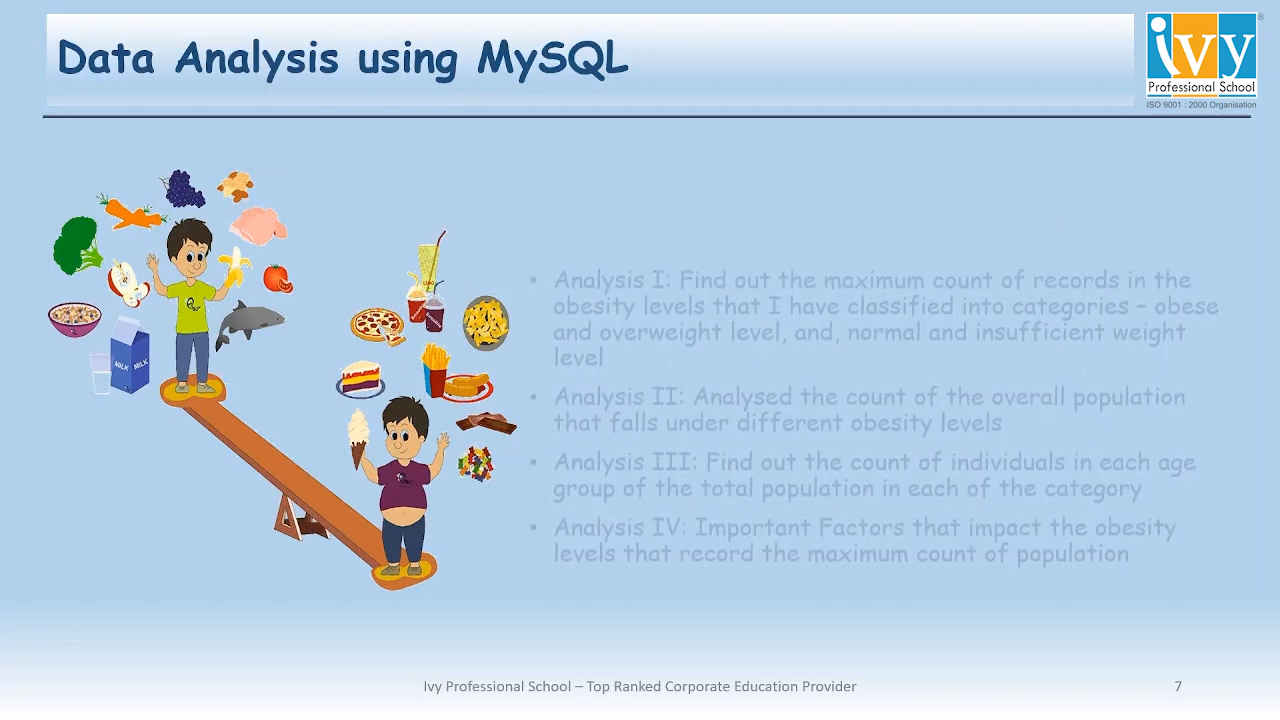 Data Analysis using MySQL
ivy
®
Professional School
ISO 9001 : 2000 Organisation
• Analysis I: Find out the maximum count of records in the
obesity levels that I have classified into categories – obese
and overweight level, and, normal and insufficient weight
level
• Analysis II: Analysed the count of the overall population
that falls under different obesity levels
• Analysis III: Find out the count of individuals in each age
group of the total population in each of the category
• Analysis IV: Important Factors that impact the obesity
levels that record the maximum count of population
MILK MILK
Ivy Professional School – Top Ranked Corporate Education Provider
7